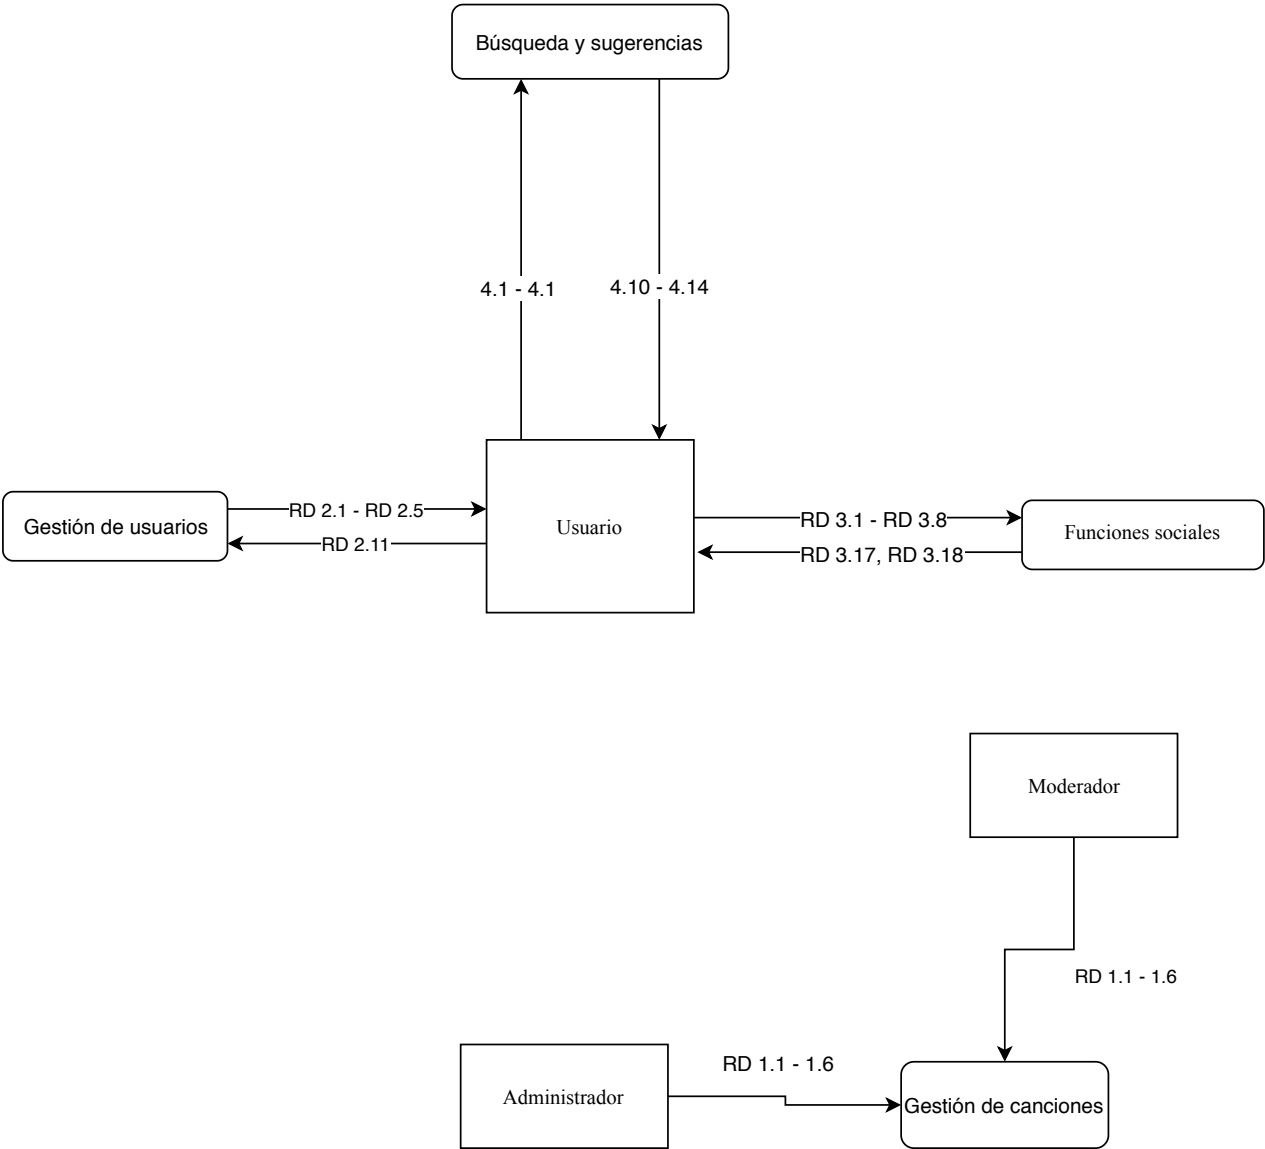 Búsqueda y sugerencias
4.1 - 4.1
4.10 - 4.14
Gestión de usuarios
RD 2.1 - RD 2.5
RD 2.11
Usuario
RD 3.1 - RD 3.8
RD 3.17, RD 3.18
Funciones sociales
Moderador
RD 1.1 - 1.6
Administrador
RD 1.1 - 1.6
Gestión de canciones